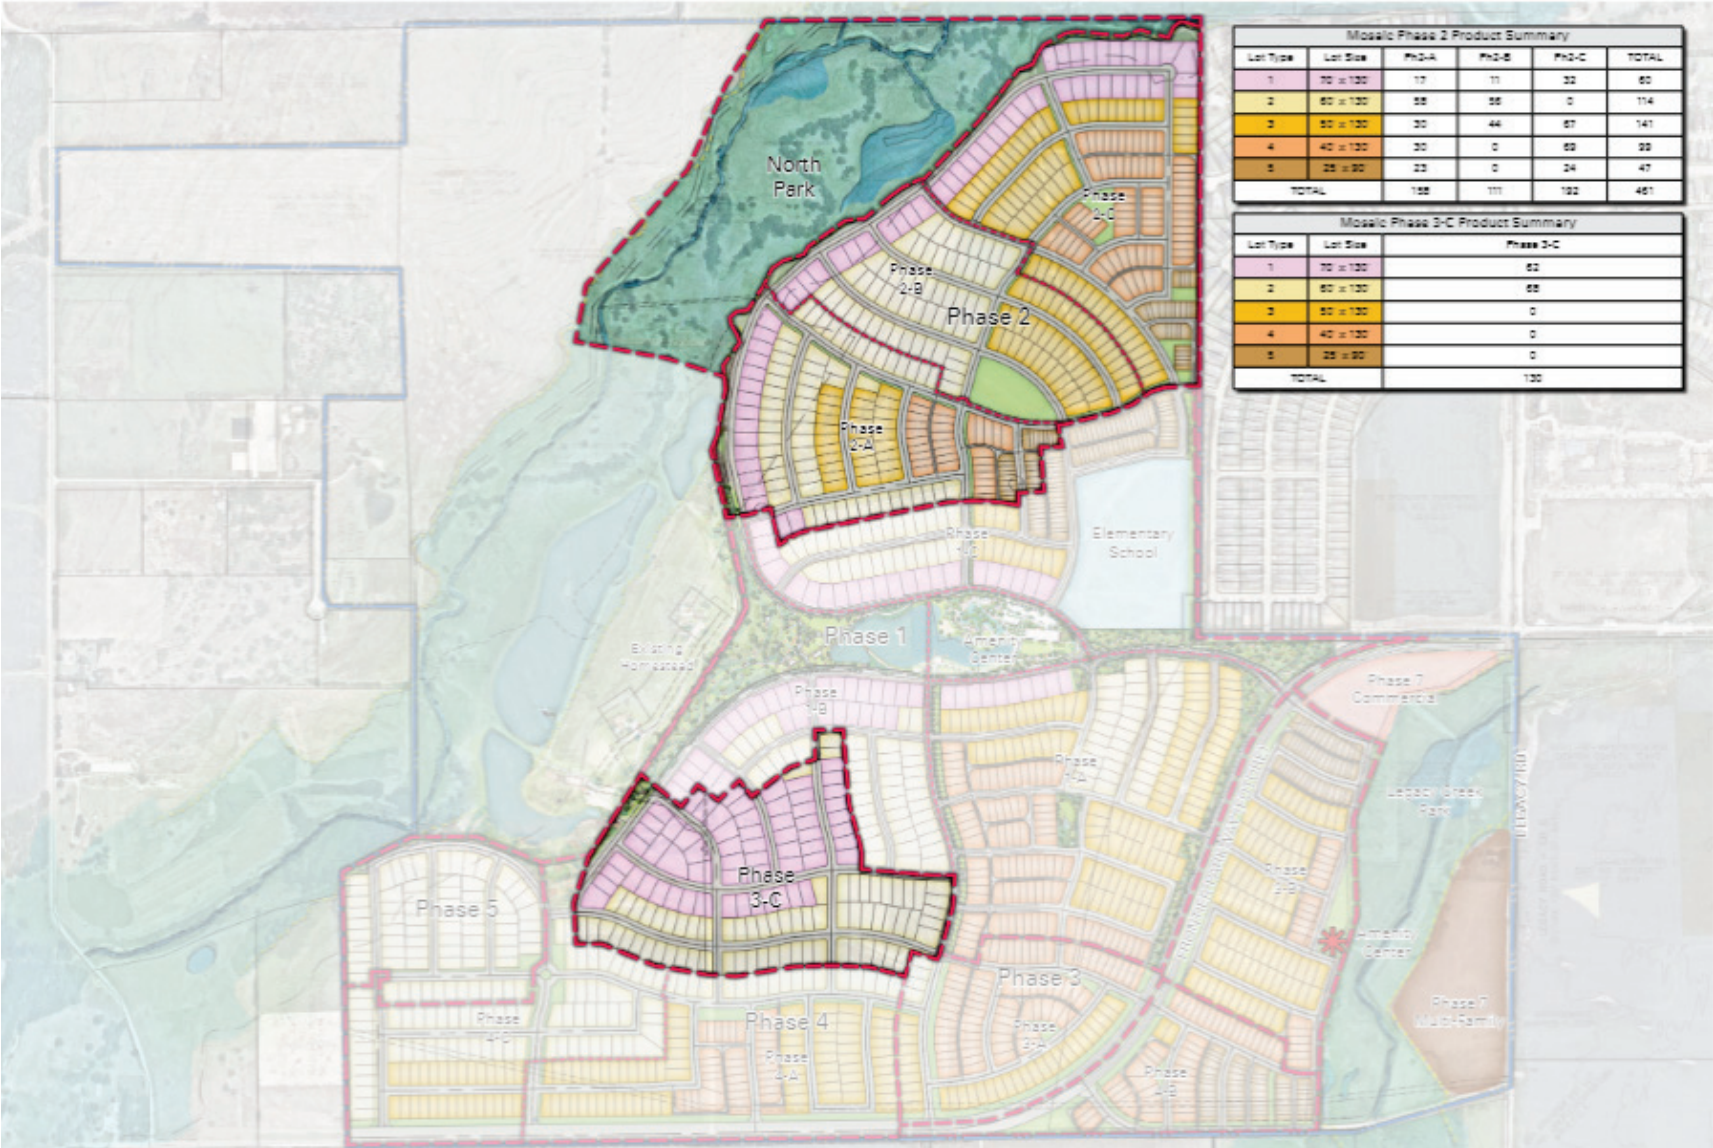 Mosaic Phase 2 Product Summary
Lot Type Lot Size Ph2-A Ph2-B Ph2-C TOTAL
1 70' x 130' 17 11 32 60
2 60' x 130' 58 56 0 114
3 50' x 130' 30 44 67 141
4 40' x 130' 30 0 69 99
5 25' x 90' 23 0 24 47
TOTAL 158 111 192 461
Mosaic Phase 3-C Product Summary
Lot Type Lot Size Phase 3-C
1 70' x 130' 62
2 60' x 130' 68
3 50' x 130' 0
4 40' x 130' 0
5 25' x 90' 0
TOTAL 130
North
Park
Phase
2-C
Phase
2-B
Phase 2
Phase
2-A
Phase
1-C
Elementary
School
Phase 1
Amenity
Center
Existing
Homestead
Phase
1-B
Phase 7
Commercial
Phase
1-A
Legacy Creek
Park
LEGACY RD
Phase
3-C
Phase
3-B
Phase 5
Amenity
Center
Phase 3
Phase
3-A
Phase 7
Multi-Family
Phase
Phase 4
Phase
4-A
Phase